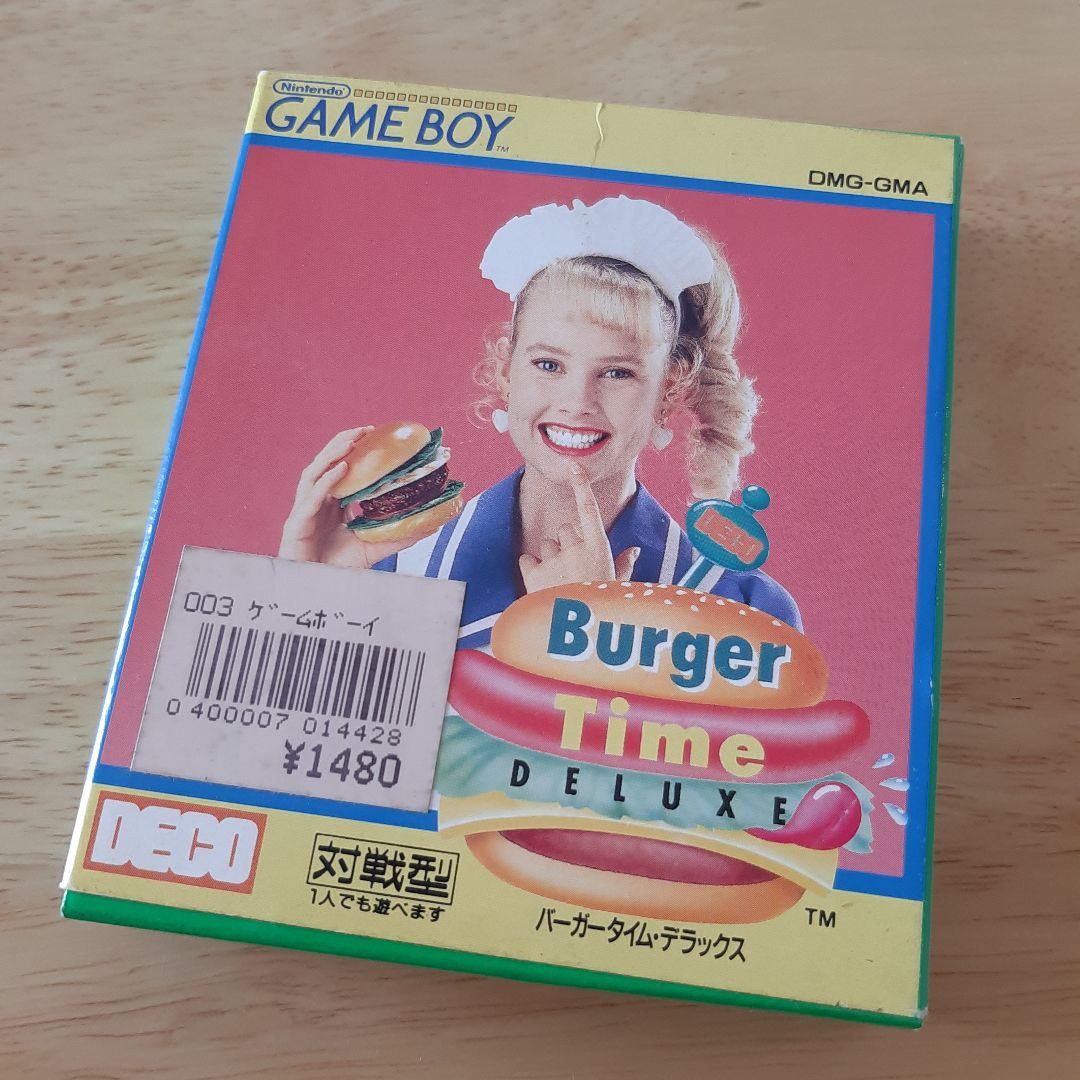 Nintendo
GAME BOY
TM
DMG-GMA
DECO
Burger
Time
DELUXE
TM
バーガータイム・デラックス
003 ゲームボーイ
0 400007 014428
¥1480
DECO
対戦型
1人でも遊べます